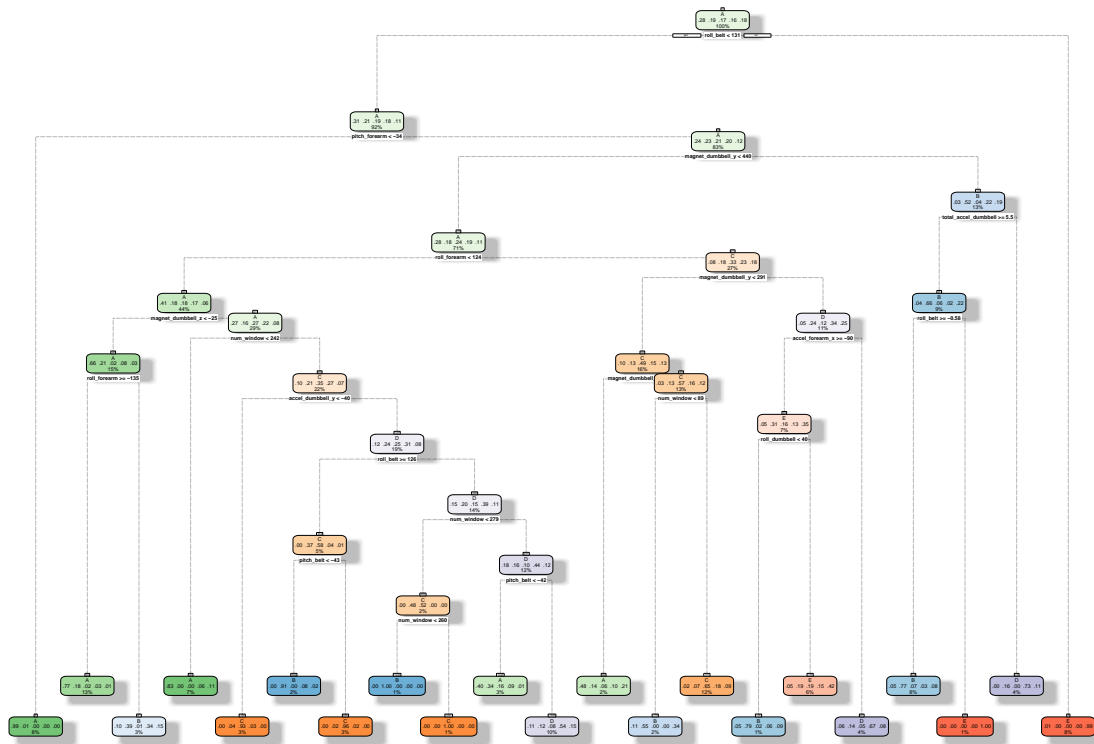 A
.28 .19 .17 .16 .18
100%
roll_belt < 131
A
.31 .21 .19 .18 .11
92%
pitch_forearm < −34
A
.24 .23 .21 .20 .12
83%
magnet_dumbbell_y < 440
B
.03 .52 .04 .22 .19
13%
total_accel_dumbbell >= 5.5
A
.28 .18 .24 .19 .11
71%
roll_forearm < 124
C
.08 .18 .33 .23 .18
27%
magnet_dumbbell_y < 291
A
.41 .18 .18 .17 .06
44%
magnet_dumbbell_z < −25
B
.04 .66 .06 .02 .22
9%
roll_belt >= −0.58
A
.27 .16 .27 .22 .08
29%
num_window < 242
D
.05 .24 .12 .34 .25
11%
accel_forearm_x >= −90
A
.66 .21 .02 .08 .03
15%
roll_forearm >= −135
C
.10 .13 .49 .15 .13
16%
magnet_dumbbell
C
.10 .21 .35 .27 .07
22%
accel_dumbbell_y < −40
C
.03 .13 .57 .16 .12
13%
num_window < 89
E
.05 .31 .16 .13 .35
7%
roll_dumbbell < 40
D
.12 .24 .25 .31 .08
19%
roll_belt >= 126
D
.15 .20 .15 .39 .11
14%
num_window < 279
C
.00 .37 .58 .04 .01
5%
pitch_belt < −43
D
.18 .16 .10 .44 .12
12%
pitch_belt < −42
C
.00 .48 .52 .00 .00
2%
num_window < 260
A
.77 .18 .02 .03 .01
13%
A
.83 .00 .00 .06 .11
7%
B
.00 .91 .00 .08 .02
2%
B
.00 1.00 .00 .00 .00
1%
A
.40 .34 .16 .09 .01
3%
A
.48 .14 .06 .10 .21
2%
C
.02 .07 .65 .18 .09
12%
E
.05 .19 .19 .15 .42
6%
B
.05 .77 .07 .03 .08
8%
D
.00 .16 .00 .73 .11
4%
A
.99 .01 .00 .00 .00
8%
B
.10 .39 .01 .34 .15
3%
C
.00 .04 .93 .03 .00
3%
C
.00 .02 .96 .02 .00
3%
C
.00 .00 1.00 .00 .00
1%
D
.11 .12 .08 .54 .15
10%
B
.11 .55 .00 .00 .34
2%
B
.05 .79 .02 .06 .09
1%
D
.06 .14 .05 .67 .08
4%
E
.00 .00 .00 .00 1.00
1%
E
.01 .00 .00 .00 .99
8%